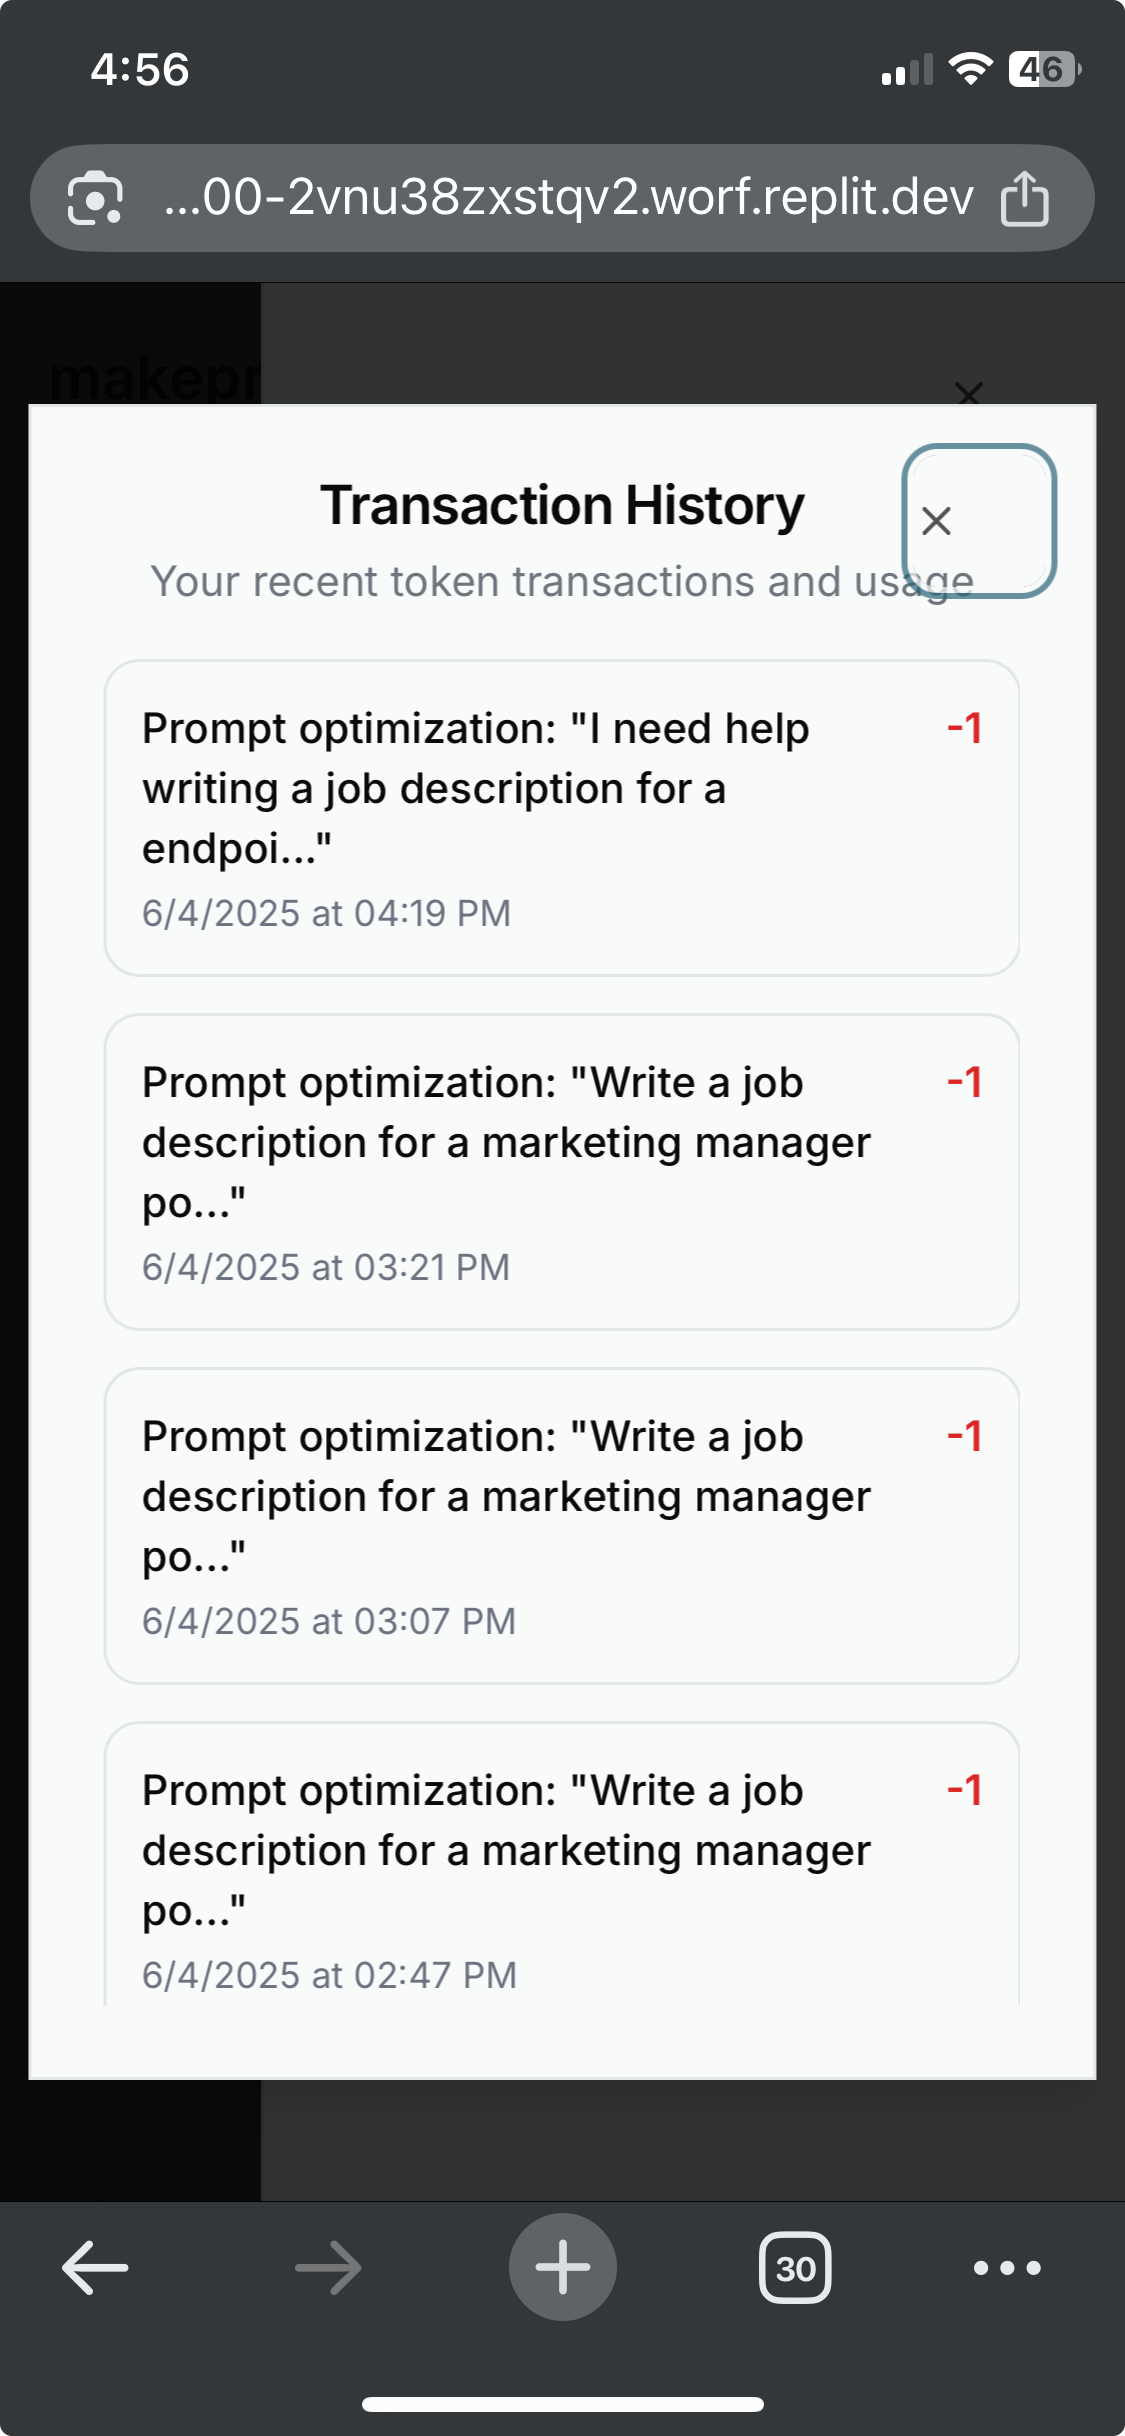 4:56
46
...00-2vnu38zxstqv2.worf.replit.dev
makepr
Transaction History
Your recent token transactions and usage
Prompt optimization: "I need help
-1
writing a job description for a
endpoi..."
6/4/2025 at 04:19 PM
Prompt optimization: "Write a job
-1
description for a marketing manager
po..."
6/4/2025 at 03:21 PM
Prompt optimization: "Write a job
-1
description for a marketing manager
po..."
6/4/2025 at 03:07 PM
Prompt optimization: "Write a job
-1
description for a marketing manager
po..."
6/4/2025 at 02:47 PM
30